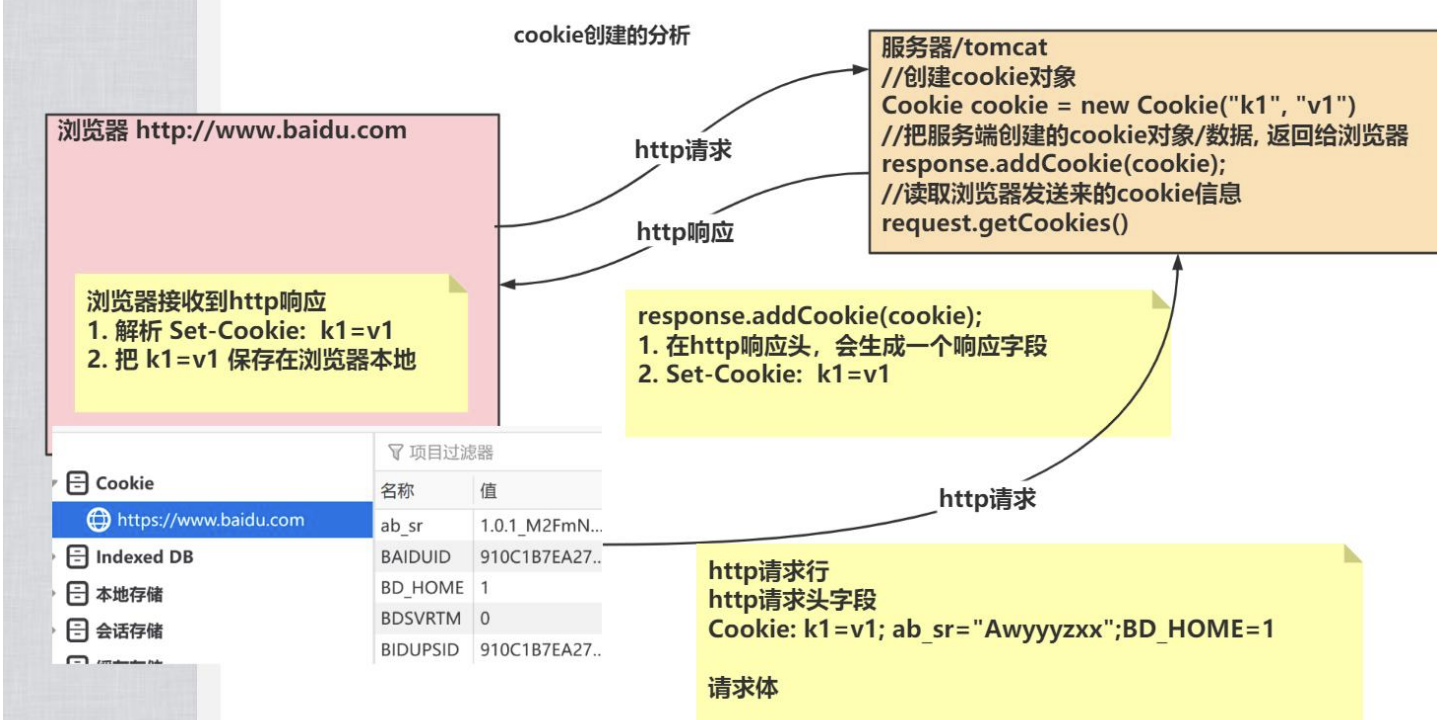 cookie创建的分析
服务器/tomcat
//创建cookie对象
Cookie cookie = new Cookie("k1", "v1")
//把服务端创建的cookie对象/数据, 返回给浏览器
response.addCookie(cookie);
//读取浏览器发送来的cookie信息
request.getCookies()
浏览器 http://www.baidu.com
http请求
http响应
浏览器接收到http响应
1. 解析 Set-Cookie: k1=v1
2. 把 k1=v1 保存在浏览器本地
response.addCookie(cookie);
1. 在http响应头，会生成一个响应字段
2. Set-Cookie: k1=v1
项目过滤器
Cookie
名称 值
https://www.baidu.com
ab_sr 1.0.1_M2FmN...
Indexed DB
BAIDUID 910C1B7EA27...
本地存储
BD_HOME 1
会话存储
BDSVRTM 0
BIDUPSID 910C1B7EA27...
http请求
http请求行
http请求头字段
Cookie: k1=v1; ab_sr="Awyyyzxx";BD_HOME=1
请求体